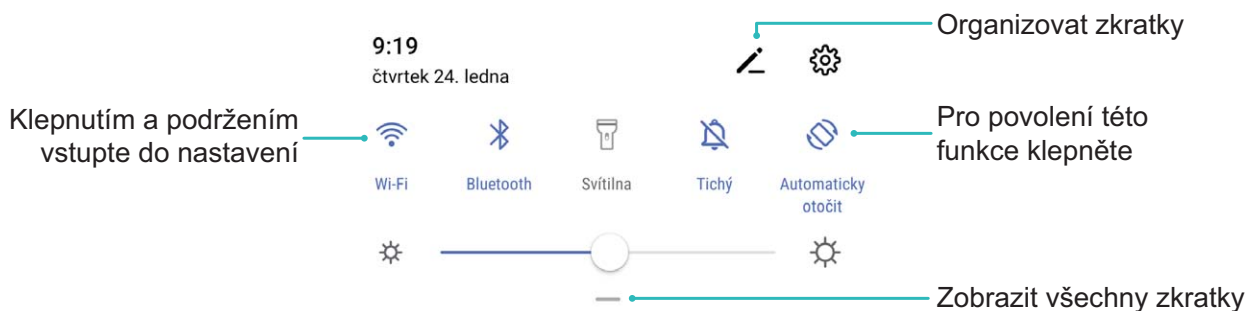 Organizovat zkratky
9:19
čtvrtek 24. ledna
Klepnutím a podržením
vstupte do nastavení
Pro povolení této
funkce klepněte
Wi-Fi
Bluetooth
Svítilna
Tichý
Automaticky
otočit
Zobrazit všechny zkratky